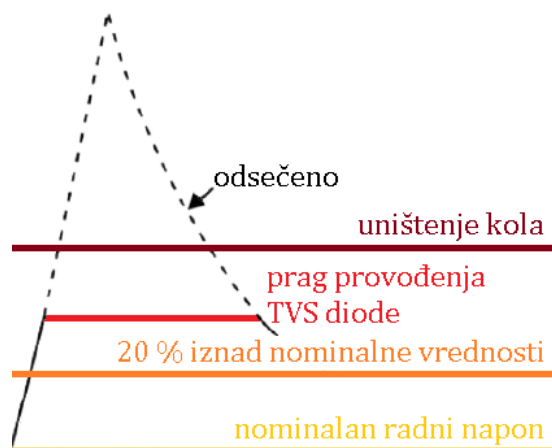 odsečeno
uništenje kola
prag provođenja
TVS diode
20 % iznad nominalne vrednosti
nominalan radni napon